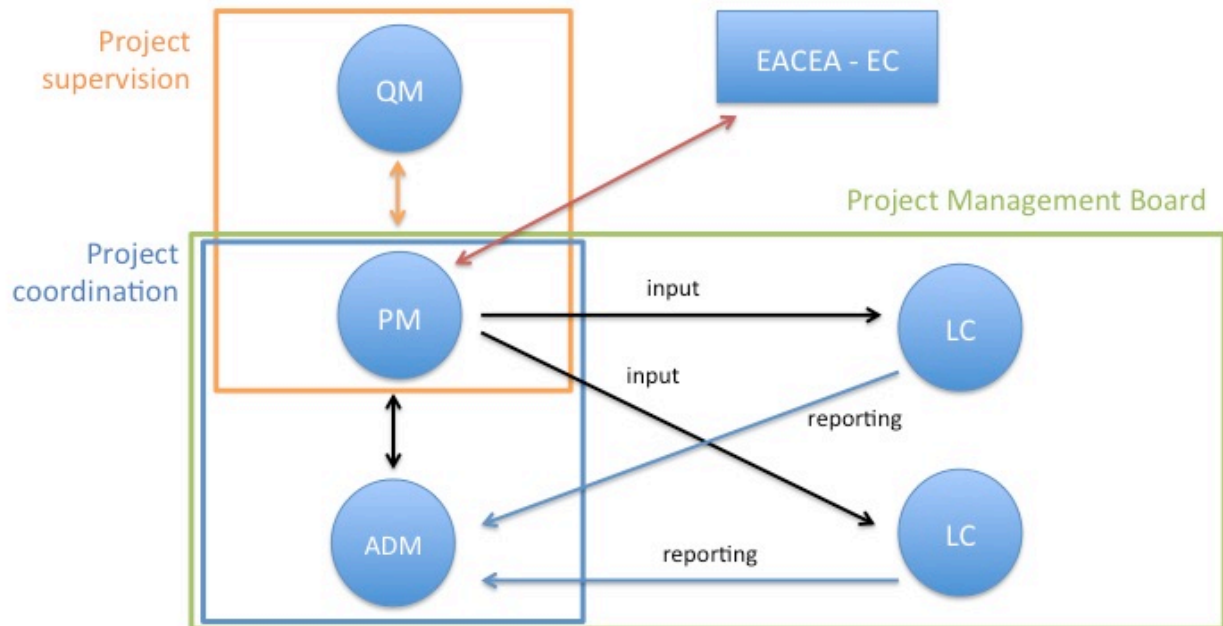 Project
supervision
QM
EACEA - EC
Project Management Board
Project
coordination
PM
input
LC
input
reporting
ADM
reporting
LC